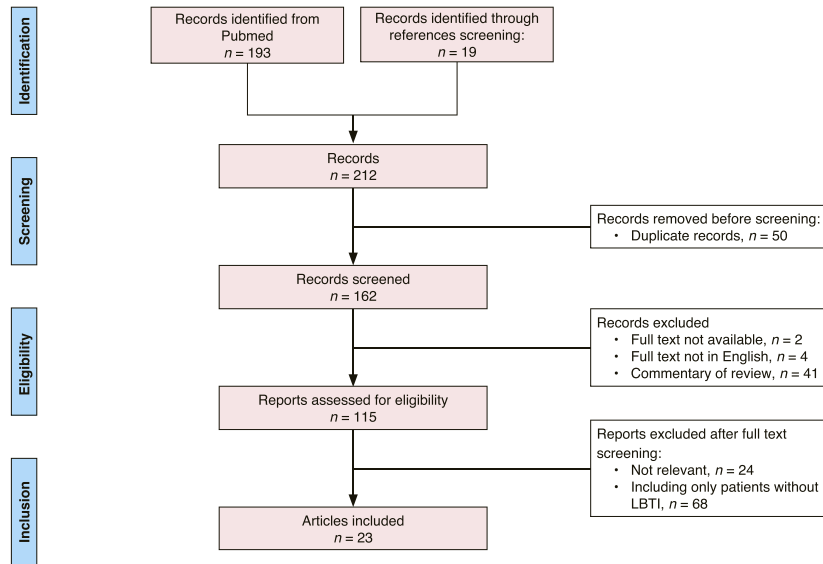 Identification
Records identified from
Pubmed
n = 193
Records identified through
references screening:
n = 19
Screening
Records
n = 212
Records removed before screening:
• Duplicate records, n = 50
Records screened
n = 162
Eligibility
Records excluded
• Full text not available, n = 2
• Full text not in English, n = 4
• Commentary of review, n = 41
Reports assessed for eligibility
n = 115
Reports excluded after full text
screening:
• Not relevant, n = 24
• Including only patients without
LBTI, n = 68
Inclusion
Articles included
n = 23